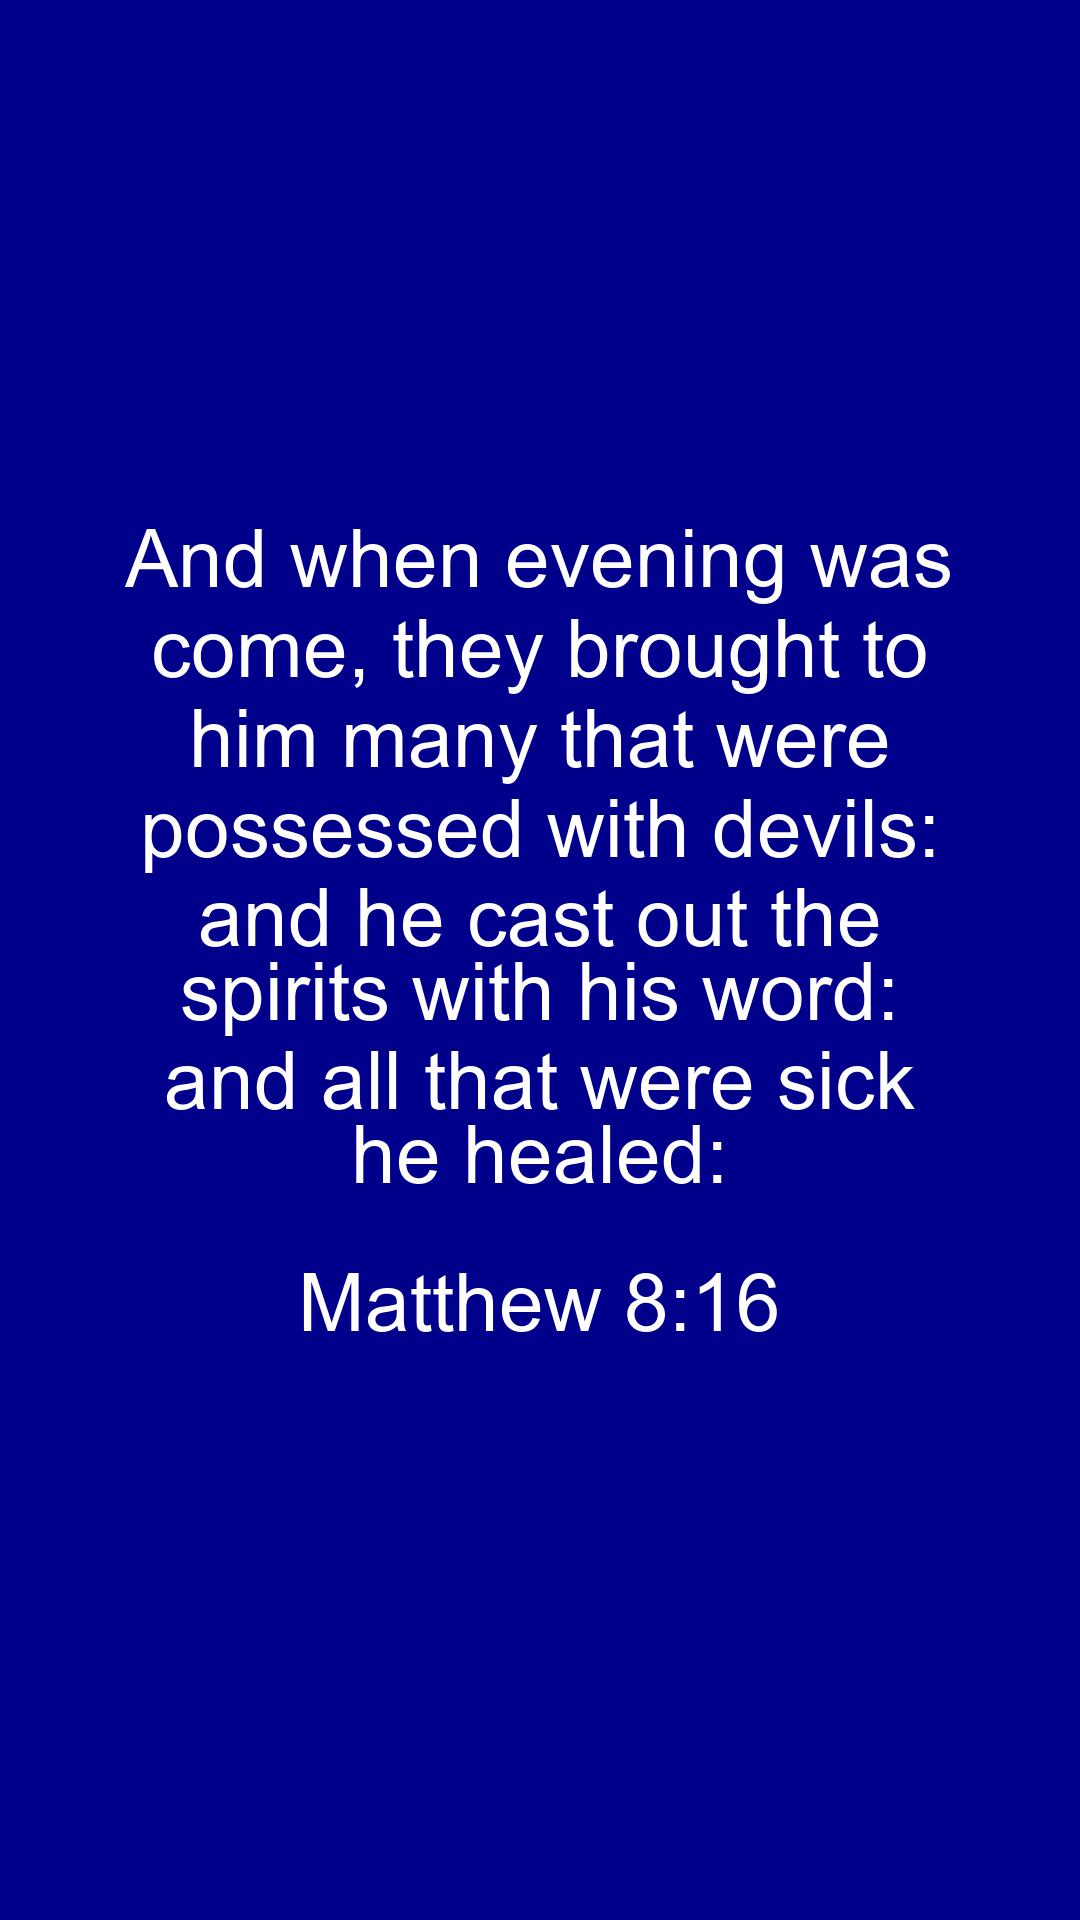 And when evening was
come, they brought to
him many that were
possessed with devils:
and he cast out the
spirits with his word:
and all that were sick
he healed:
Matthew 8:16